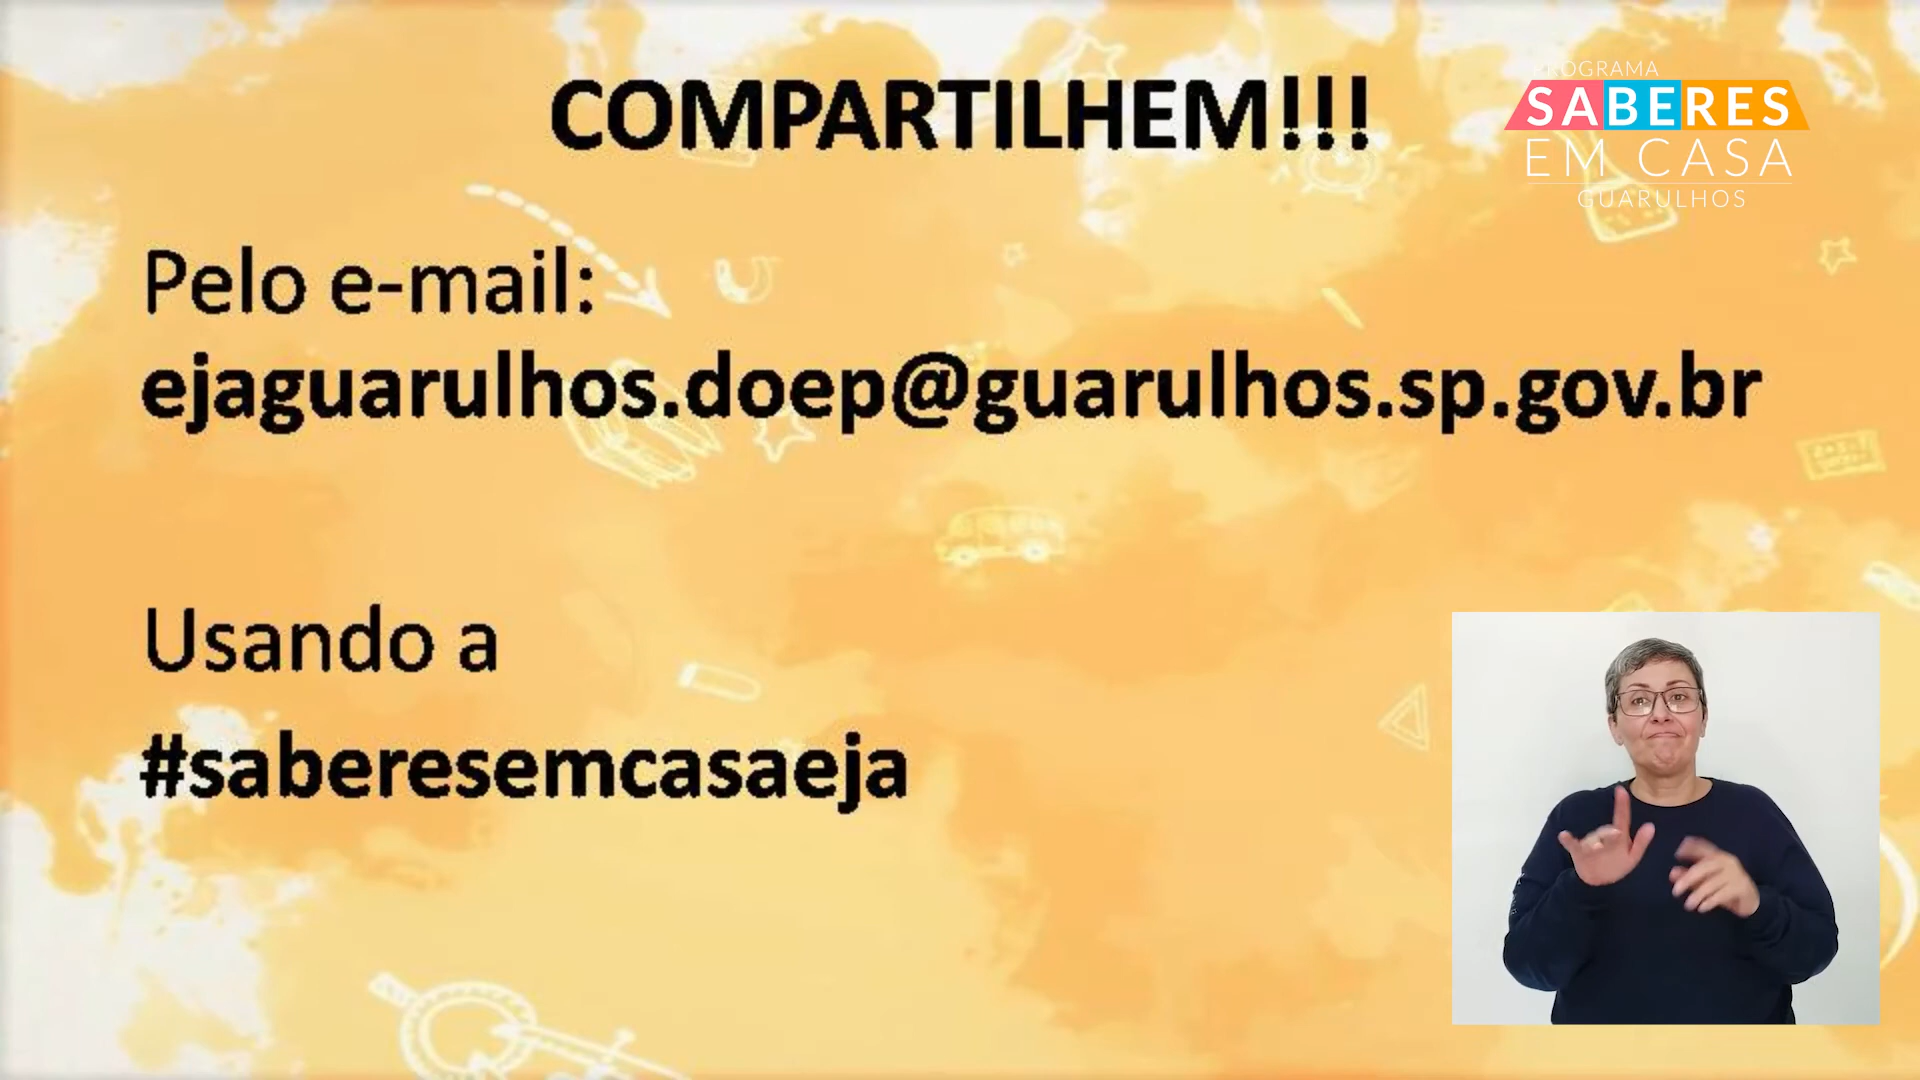 COMPARTILHEM!!!
PROGRAMA
SABERES
EM CASA
GUARULHOS
Pelo e-mail:
ejaguarulhos.doep@guarulhos.sp.gov.br
Usando a
#saberesemcasaeja